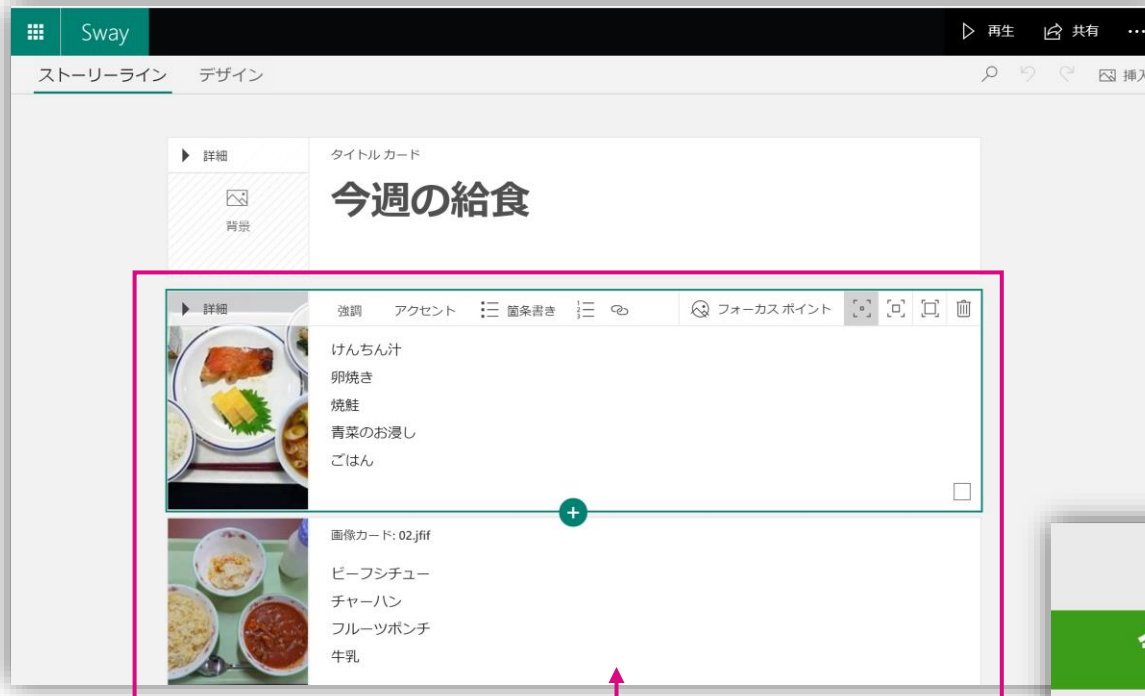 Sway
再生
共有
ストーリーライン
デザイン
詳細
タイトル カード
今週の給食
背景
詳細
強調
アクセント
箇条書き
フォーカス ポイント
けんちん汁
卵焼き
焼鮭
青菜のお浸し
ごはん
画像カード: 02.jfif
ビーフシチュー
チャーハン
フルーツポンチ
牛乳